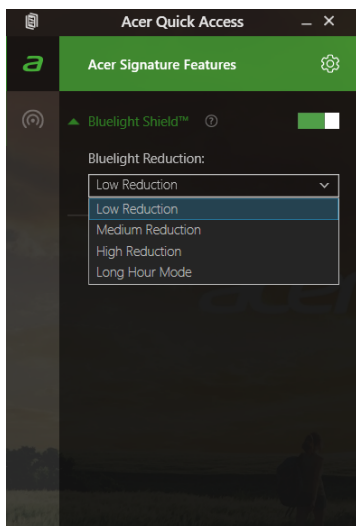 Acer Quick Access
a
Acer Signature Features
Bluelight Shield™
Bluelight Reduction:
Low Reduction
Low Reduction
Medium Reduction
High Reduction
Long Hour Mode
acer